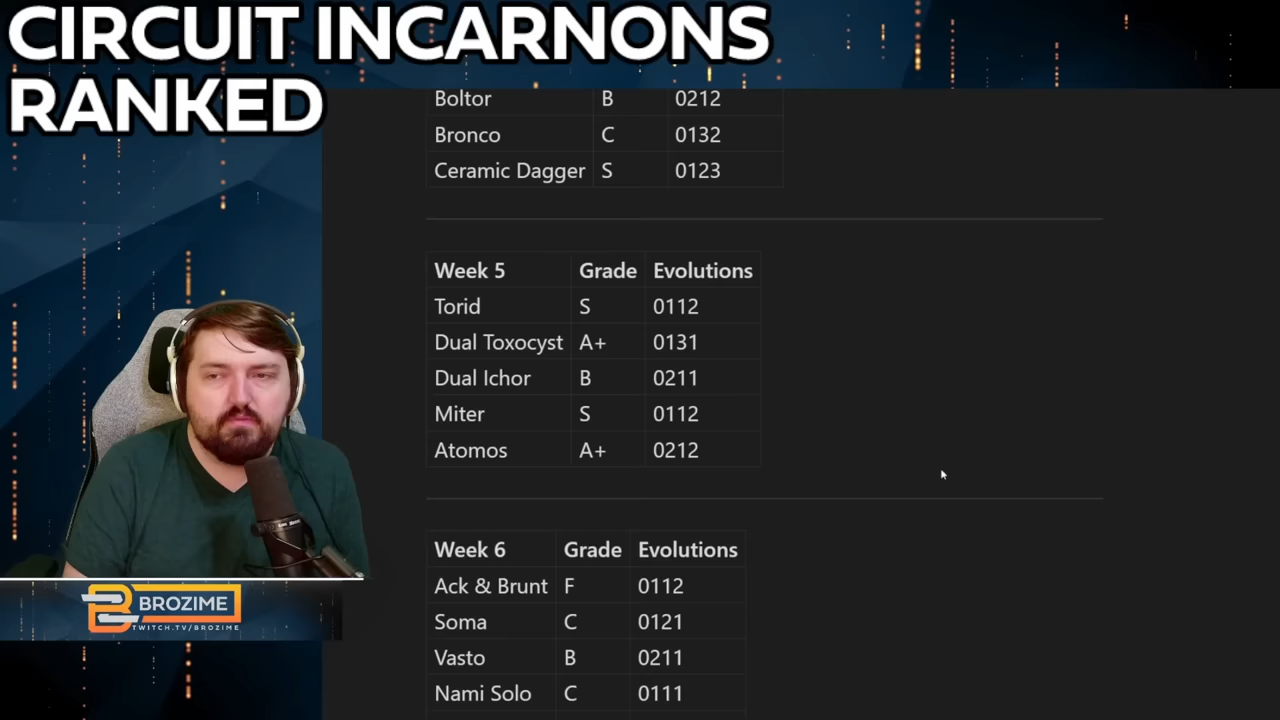 CIRCUIT INCARNONS
RANKED
Boltor B 0212
Bronco C 0132
Ceramic Dagger S 0123
Week 5 Grade Evolutions
Torid S 0112
Dual Toxocyst A+ 0131
Dual Ichor B 0211
Miter S 0112
Atomos A+ 0212
Week 6 Grade Evolutions
Ack & Brunt F 0112
Soma C 0121
Vasto B 0211
Nami Solo C 0111
BROZIME
TWITCH.TV/BROZIME